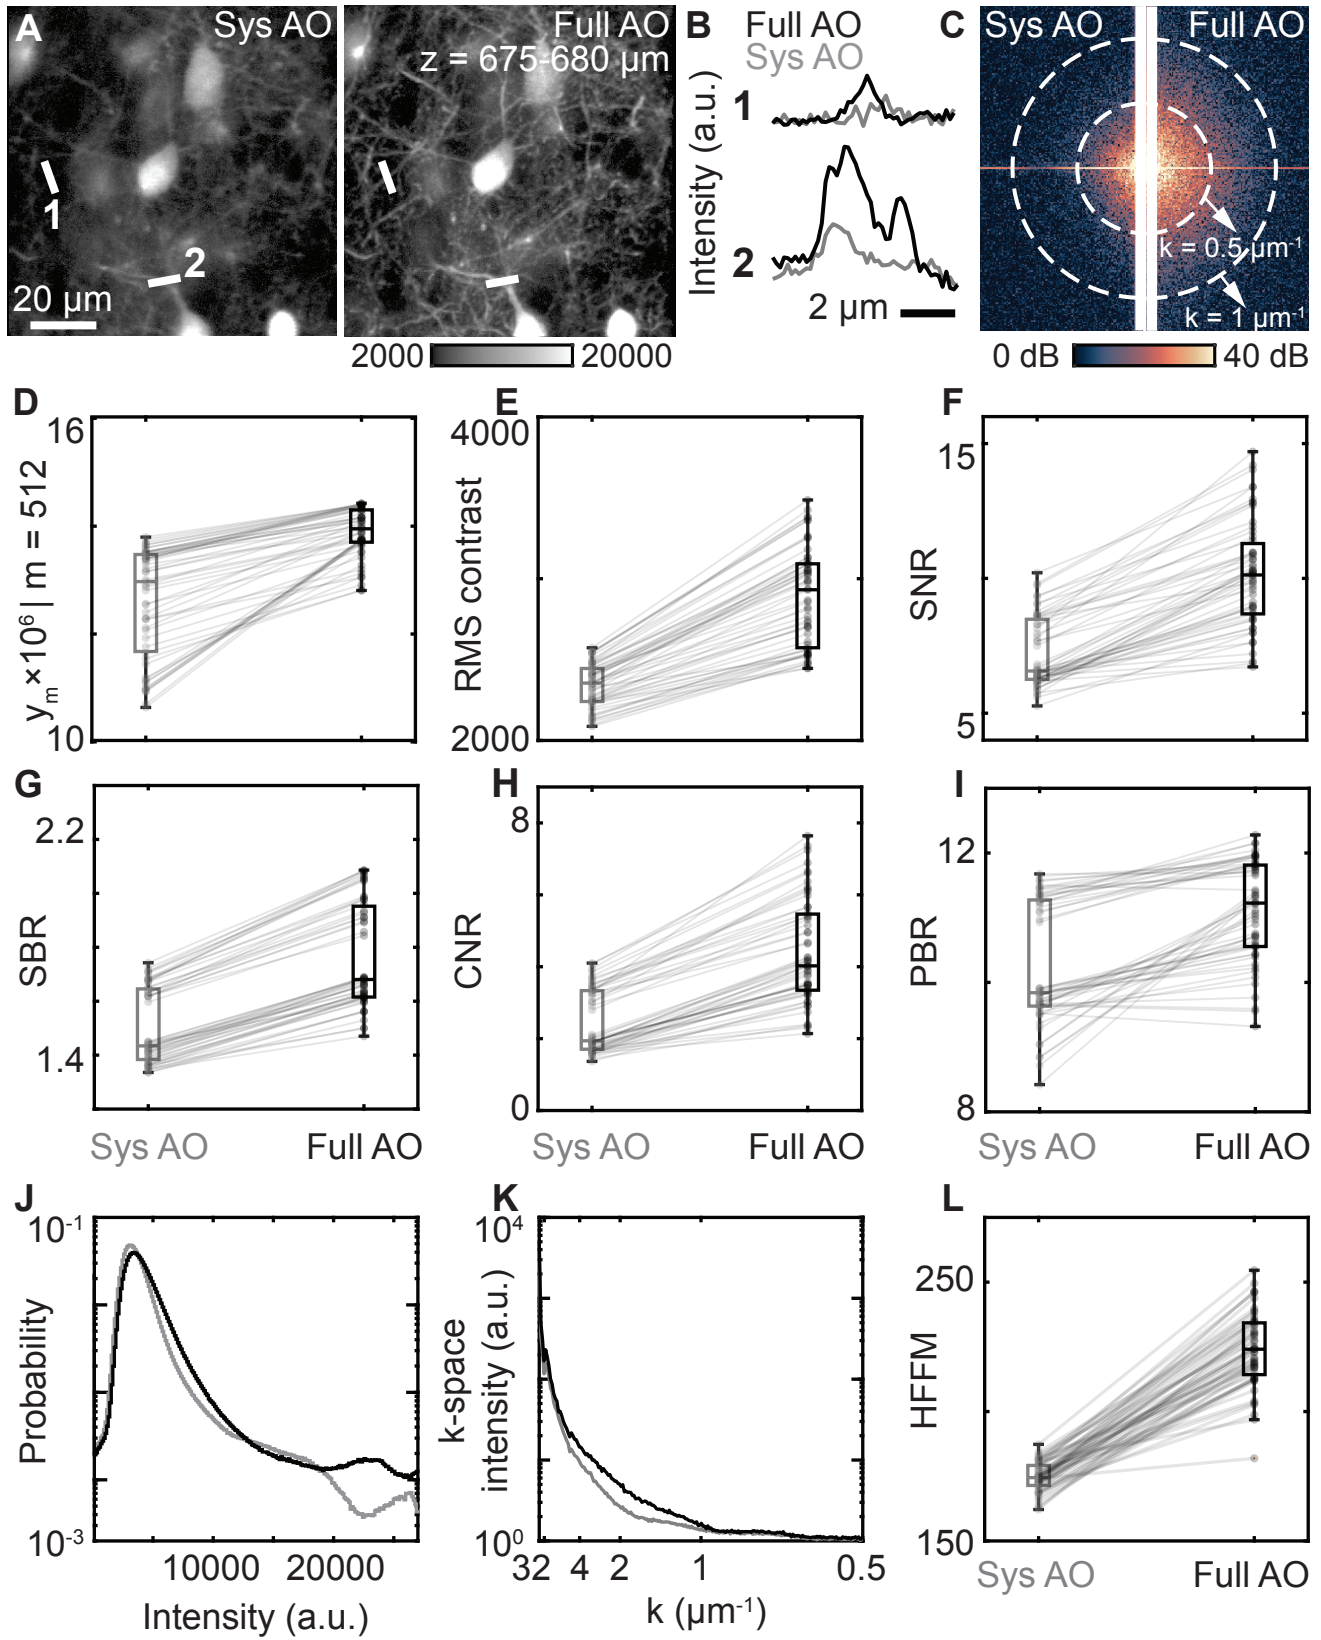 A
Sys AO
1
2
20 µm
Full AO
z = 675-680 µm
2000
20000
B
Full AO
Sys AO
Intensity (a.u.)
1
2
2 µm
C
Sys AO
Full AO
k = 0.5 µm-1
k = 1 µm-1
0 dB
40 dB
D
16
10
ym ×10⁶ | m = 512
E
4000
2000
RMS contrast
F
15
5
SNR
G
2.2
1.4
SBR
Sys AO
Full AO
H
8
0
CNR
Sys AO
Full AO
I
12
8
PBR
Sys AO
Full AO
J
10-1
10-3
Probability
10000
20000
Intensity (a.u.)
K
10⁴
10⁰
k-space
intensity (a.u.)
32
4
2
1
0.5
k (µm-1)
L
250
150
HFFM
Sys AO
Full AO